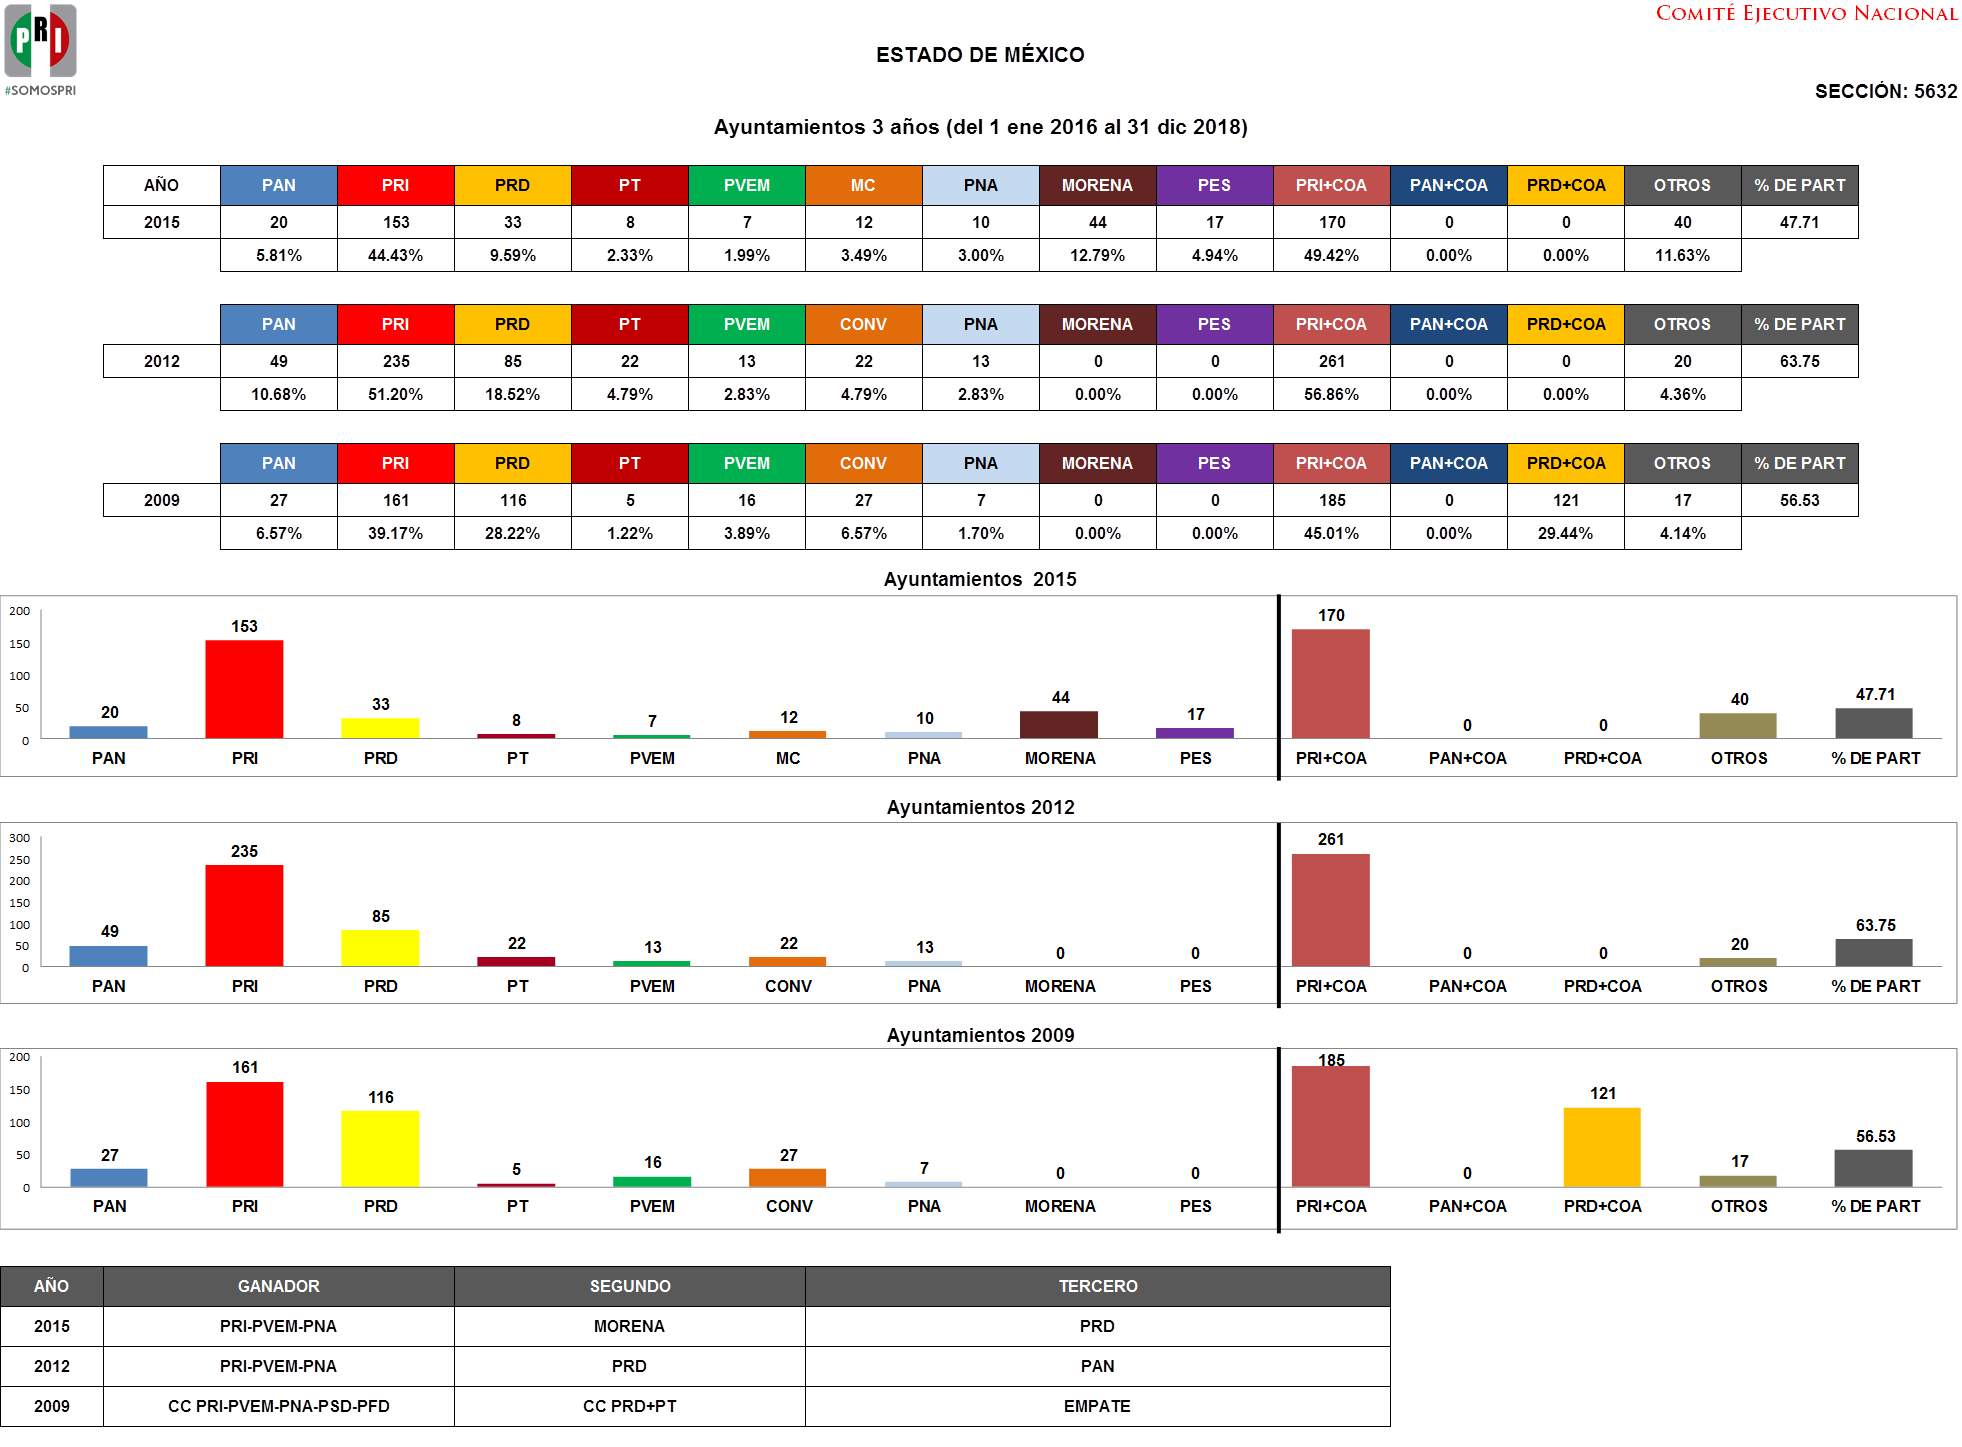 PRI
#SOMOSPRI
COMITÉ EJECUTIVO NACIONAL
ESTADO DE MÉXICO
SECCIÓN: 5632
Ayuntamientos 3 años (del 1 ene 2016 al 31 dic 2018)
AÑO PAN PRI PRD PT PVEM MC PNA MORENA PES PRI+COA PAN+COA PRD+COA OTROS % DE PART
2015 20 153 33 8 7 12 10 44 17 170 0 0 40 47.71
5.81% 44.43% 9.59% 2.33% 1.99% 3.49% 3.00% 12.79% 4.94% 49.42% 0.00% 0.00% 11.63%
PAN PRI PRD PT PVEM CONV PNA MORENA PES PRI+COA PAN+COA PRD+COA OTROS % DE PART
2012 49 235 85 22 13 22 13 0 0 261 0 0 20 63.75
10.68% 51.20% 18.52% 4.79% 2.83% 4.79% 2.83% 0.00% 0.00% 56.86% 0.00% 0.00% 4.36%
PAN PRI PRD PT PVEM CONV PNA MORENA PES PRI+COA PAN+COA PRD+COA OTROS % DE PART
2009 27 161 116 5 16 27 7 0 0 185 0 121 17 56.53
6.57% 39.17% 28.22% 1.22% 3.89% 6.57% 1.70% 0.00% 0.00% 45.01% 0.00% 29.44% 4.14%
Ayuntamientos 2015
200
150
100
50
0
20 153 33 8 7 12 10 44 17 170 0 0 40 47.71
PAN PRI PRD PT PVEM MC PNA MORENA PES PRI+COA PAN+COA PRD+COA OTROS % DE PART
Ayuntamientos 2012
300
250
200
150
100
50
0
49 235 85 22 13 22 13 0 0 261 0 0 20 63.75
PAN PRI PRD PT PVEM CONV PNA MORENA PES PRI+COA PAN+COA PRD+COA OTROS % DE PART
Ayuntamientos 2009
200
150
100
50
0
27 161 116 5 16 27 7 0 0 185 0 121 17 56.53
PAN PRI PRD PT PVEM CONV PNA MORENA PES PRI+COA PAN+COA PRD+COA OTROS % DE PART
AÑO GANADOR SEGUNDO TERCERO
2015 PRI-PVEM-PNA MORENA PRD
2012 PRI-PVEM-PNA PRD PAN
2009 CC PRI-PVEM-PNA-PSD-PFD CC PRD+PT EMPATE